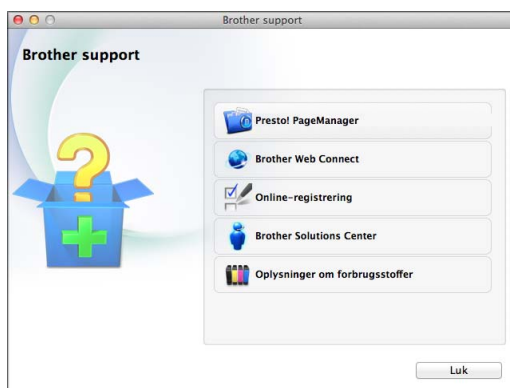 Brother support
Brother support
Presto! PageManager
Brother Web Connect
Online-registrering
Brother Solutions Center
Oplysninger om forbrugsstoffer
Luk